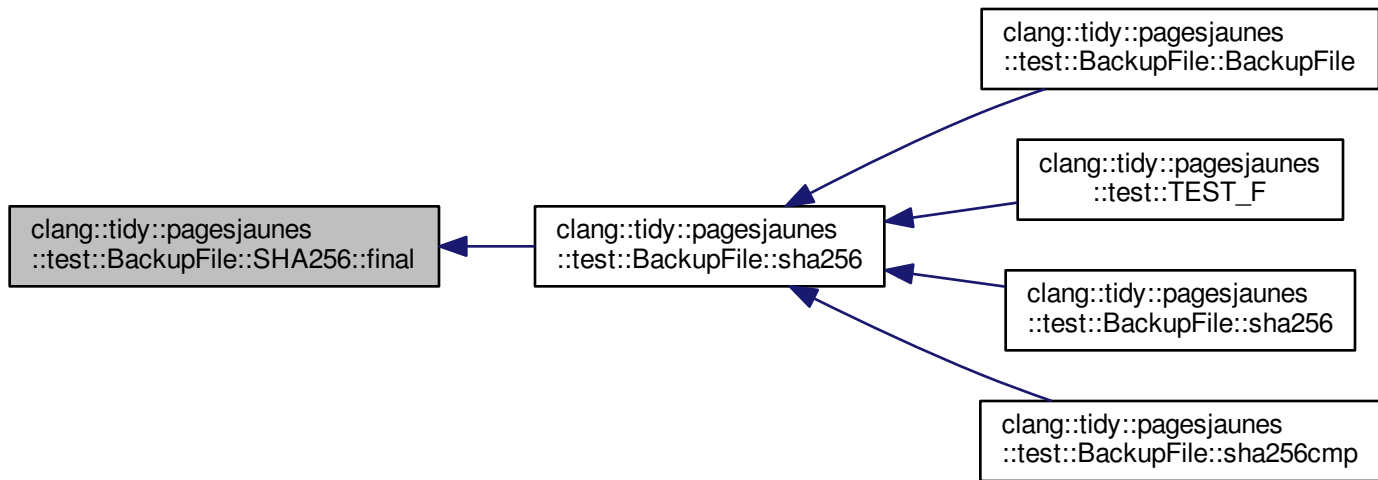 clang::tidy::pagesjaunes
::test::BackupFile::SHA256::final
clang::tidy::pagesjaunes
::test::BackupFile::sha256
clang::tidy::pagesjaunes
::test::BackupFile::BackupFile
clang::tidy::pagesjaunes
::test::TEST_F
clang::tidy::pagesjaunes
::test::BackupFile::sha256
clang::tidy::pagesjaunes
::test::BackupFile::sha256cmp